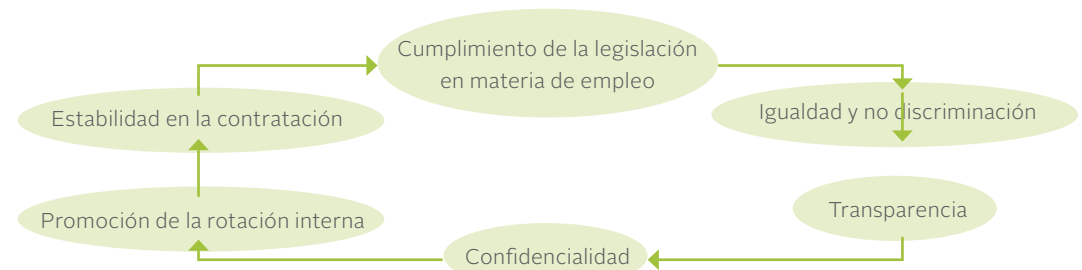 Cumplimiento de la legislación
en materia de empleo
Igualdad y no discriminación
Transparencia
Confidencialidad
Promoción de la rotación interna
Estabilidad en la contratación